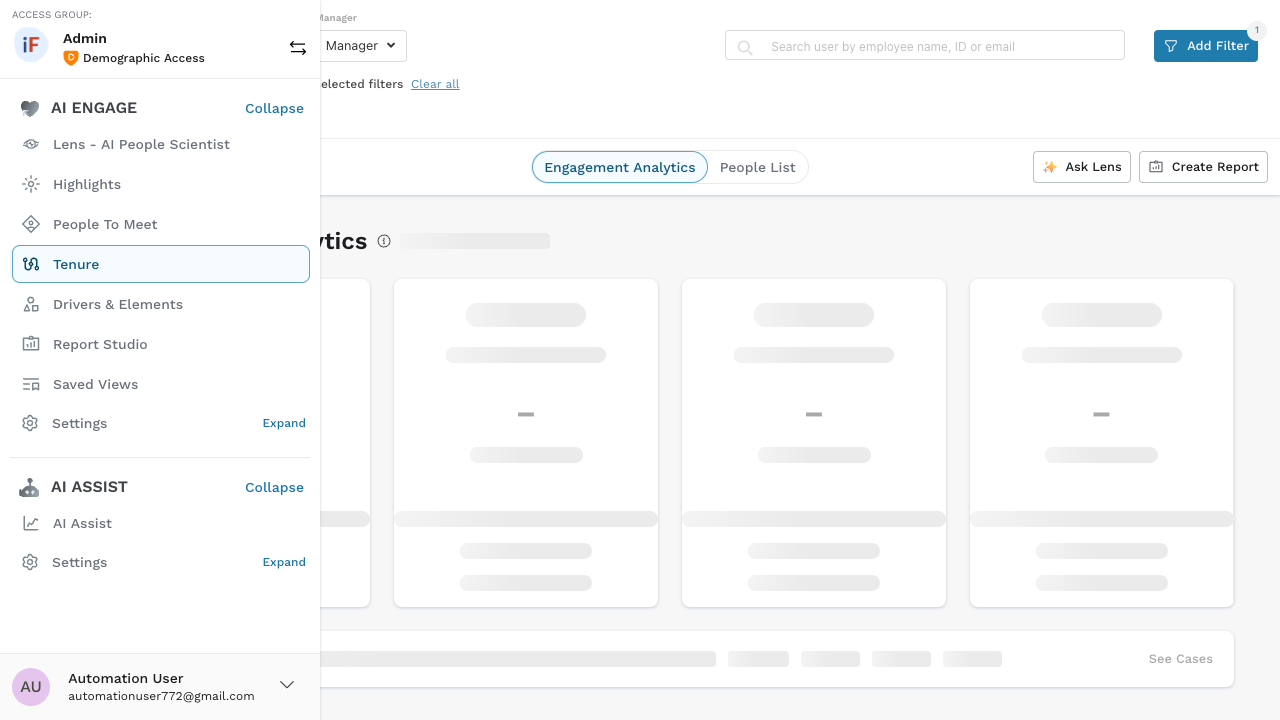 ACCESS GROUP:
iF
Admin
Demographic Access
AI ENGAGE
Collapse
Lens - AI People Scientist
Highlights
People To Meet
Tenure
Drivers & Elements
Report Studio
Saved Views
Settings
Expand
AI ASSIST
Collapse
AI Assist
Settings
Expand
AU
Automation User
automationuser772@gmail.com
Manager
Manager
Search user by employee name, ID or email
Add Filter
1
elected filters
Clear all
Engagement Analytics
People List
Ask Lens
Create Report
ytics
–
–
–
See Cases